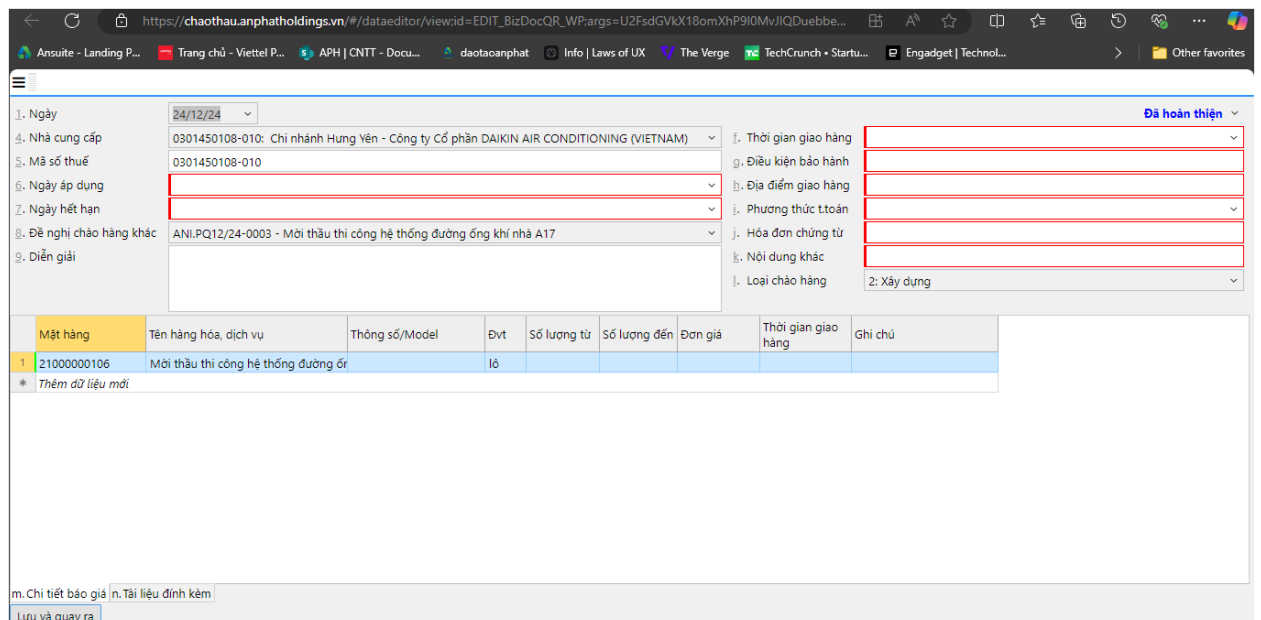 https://chaothau.anphatholdings.vn/#/dataeditor/view;id=EDIT_BizDocQR_WP;args=U2FsdGVkX18omXhP9I0MvJIQDuebbe...
Ansuite - Landing P... Trang chủ - Viettel P... APH | CNTT - Docu... daotaoanphat Info | Laws of UX The Verge TechCrunch • Startu... Engadget | Technol... Other favorites
1. Ngày 24/12/24 Đã hoàn thiện
4. Nhà cung cấp 0301450108-010: Chi nhánh Hưng Yên - Công ty Cổ phần DAIKIN AIR CONDITIONING (VIETNAM) f. Thời gian giao hàng
5. Mã số thuế 0301450108-010 g. Điều kiện bảo hành
6. Ngày áp dụng h. Địa điểm giao hàng
7. Ngày hết hạn i. Phương thức t.toán
8. Đề nghị chào hàng khác ANI.PQ12/24-0003 - Mời thầu thi công hệ thống đường ống khí nhà A17 j. Hóa đơn chứng từ
9. Diễn giải k. Nội dung khác
l. Loại chào hàng 2: Xây dựng
Mặt hàng Tên hàng hóa, dịch vụ Thông số/Model Đvt Số lượng từ Số lượng đến Đơn giá Thời gian giao hàng Ghi chú
1 21000000106 Mời thầu thi công hệ thống đường ốn lô
* Thêm dữ liệu mới
m. Chi tiết báo giá n. Tài liệu đính kèm
Lưu và quay ra